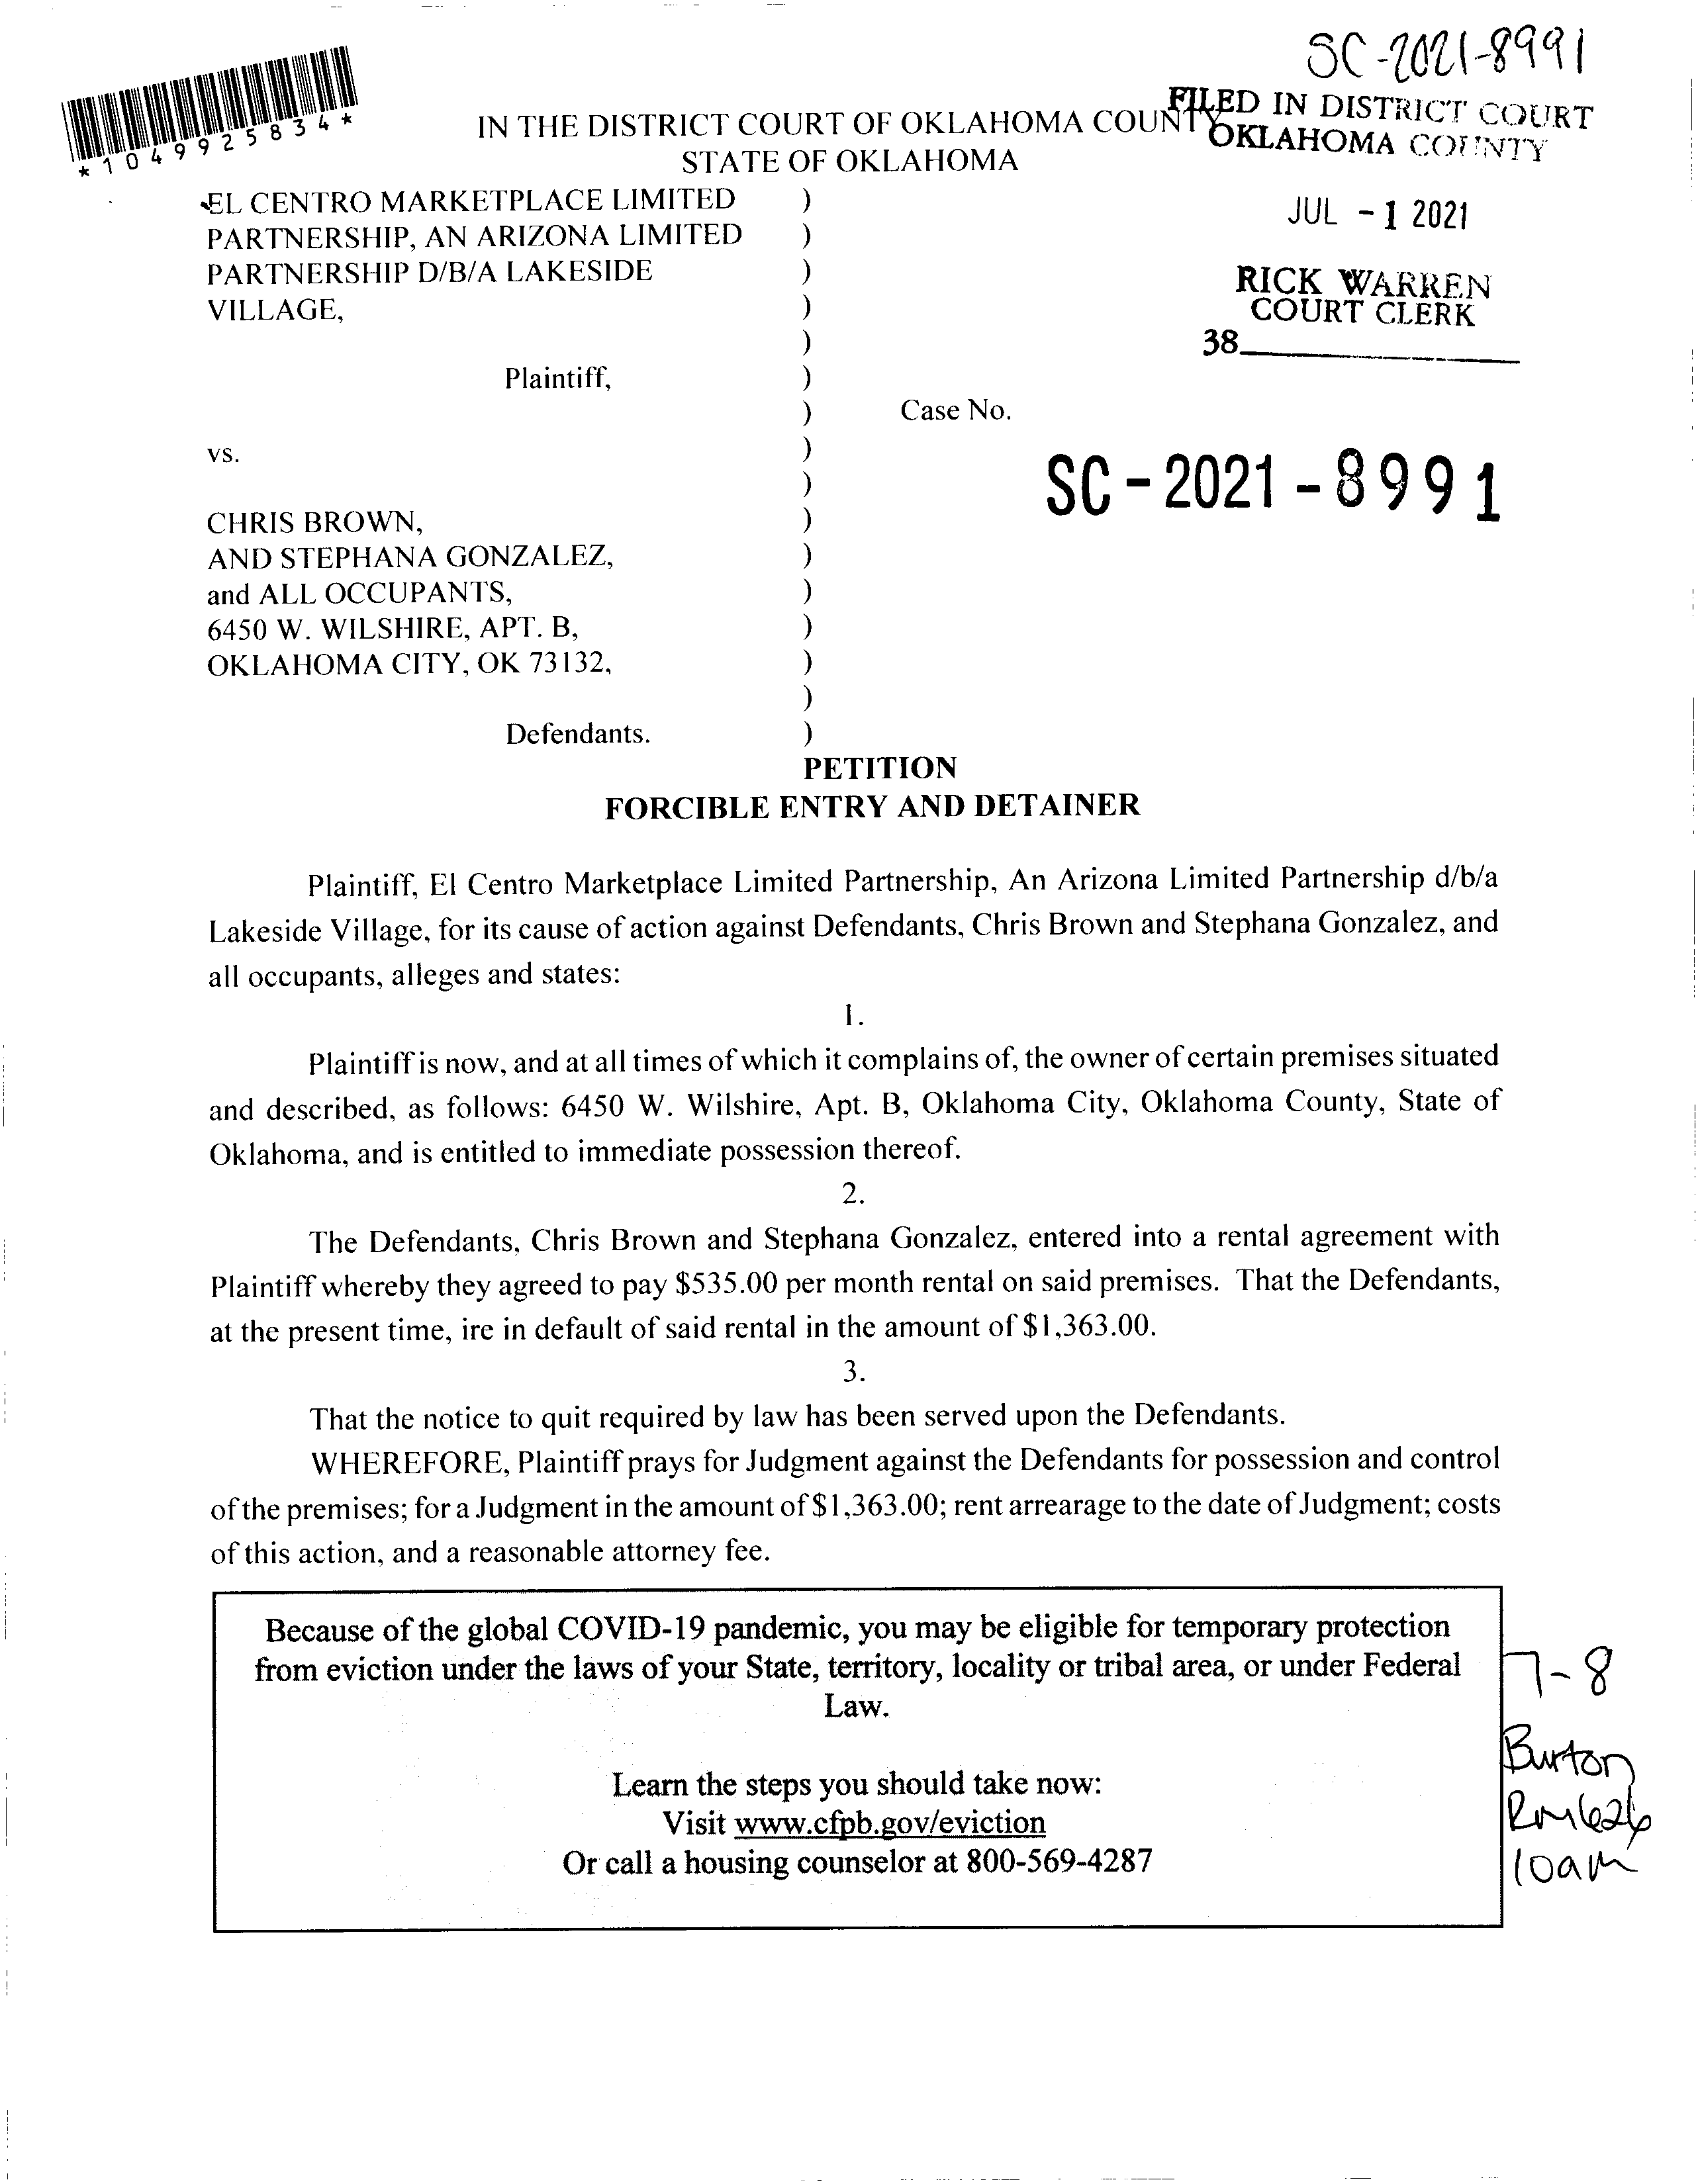 SC-2021-8991
*1049925834*
FILED IN DISTRICT COURT
OKLAHOMA COUNTY
IN THE DISTRICT COURT OF OKLAHOMA COUNTY
STATE OF OKLAHOMA
JUL - 1 2021
RICK WARREN
COURT CLERK
38
EL CENTRO MARKETPLACE LIMITED )
PARTNERSHIP, AN ARIZONA LIMITED )
PARTNERSHIP D/B/A LAKESIDE )
VILLAGE, )
)
Plaintiff, )
) Case No.
vs. )
) SC-2021-8991
CHRIS BROWN, )
AND STEPHANA GONZALEZ, )
and ALL OCCUPANTS, )
6450 W. WILSHIRE, APT. B, )
OKLAHOMA CITY, OK 73132, )
)
Defendants. )
PETITION
FORCIBLE ENTRY AND DETAINER
Plaintiff, El Centro Marketplace Limited Partnership, An Arizona Limited Partnership d/b/a
Lakeside Village, for its cause of action against Defendants, Chris Brown and Stephana Gonzalez, and
all occupants, alleges and states:
1.
Plaintiff is now, and at all times of which it complains of, the owner of certain premises situated
and described, as follows: 6450 W. Wilshire, Apt. B, Oklahoma City, Oklahoma County, State of
Oklahoma, and is entitled to immediate possession thereof.
2.
The Defendants, Chris Brown and Stephana Gonzalez, entered into a rental agreement with
Plaintiff whereby they agreed to pay $535.00 per month rental on said premises. That the Defendants,
at the present time, ire in default of said rental in the amount of $1,363.00.
3.
That the notice to quit required by law has been served upon the Defendants.
WHEREFORE, Plaintiff prays for Judgment against the Defendants for possession and control
of the premises; for a Judgment in the amount of $1,363.00; rent arrearage to the date of Judgment; costs
of this action, and a reasonable attorney fee.
Because of the global COVID-19 pandemic, you may be eligible for temporary protection
from eviction under the laws of your State, territory, locality or tribal area, or under Federal
Law.
Learn the steps you should take now:
Visit www.cfpb.gov/eviction
Or call a housing counselor at 800-569-4287
7-8
Burton
Rm 626
10am